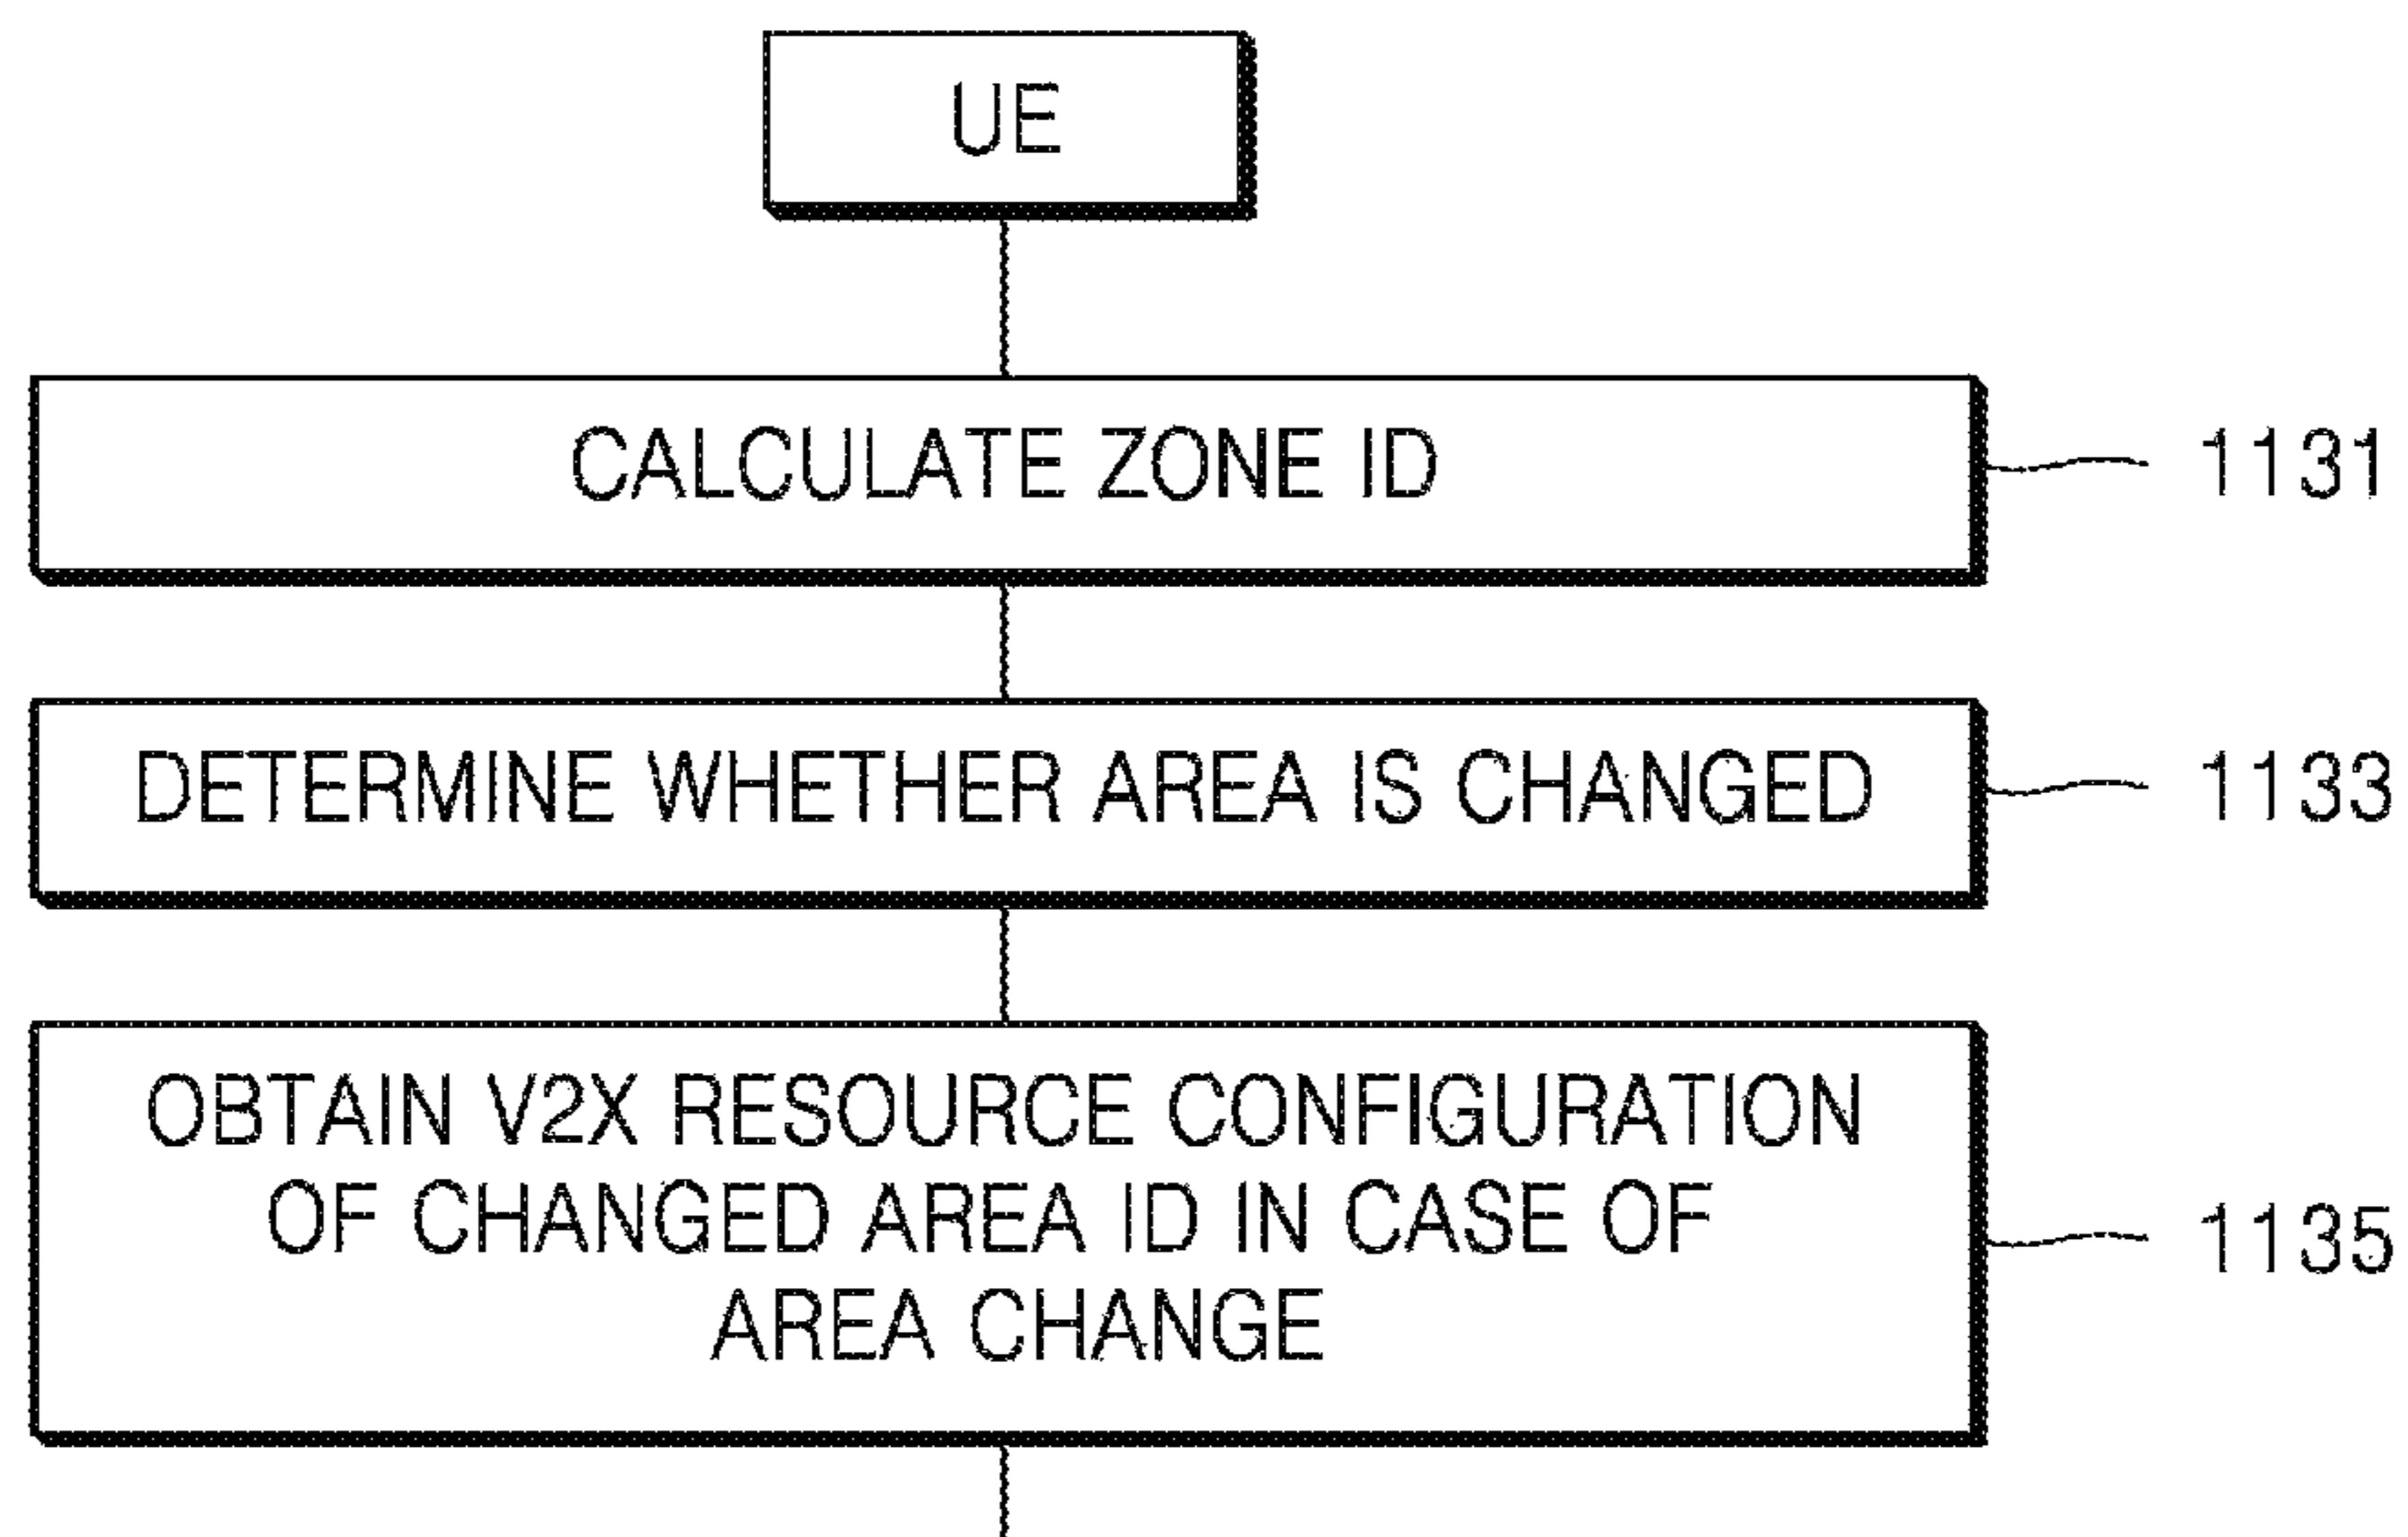 UE
CALCULATE ZONE ID
1131
DETERMINE WHETHER AREA IS CHANGED
1133
OBTAIN V2X RESOURCE CONFIGURATION
OF CHANGED AREA ID IN CASE OF
AREA CHANGE
1135